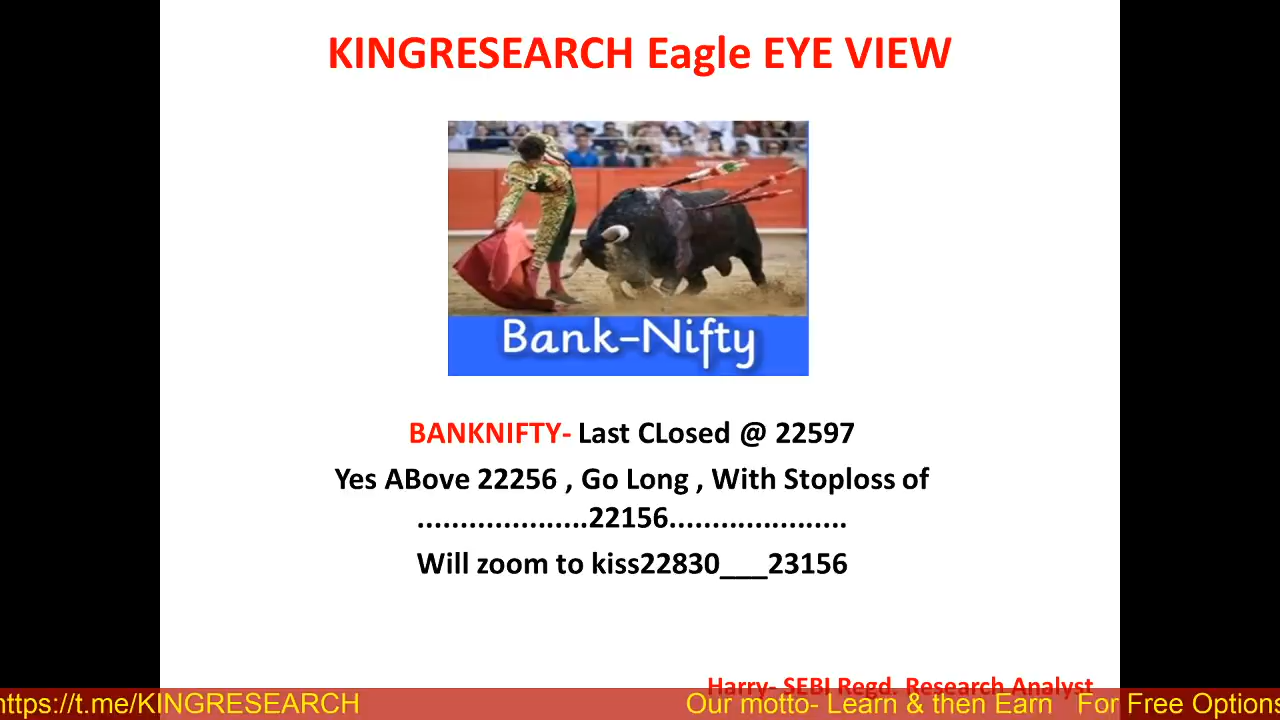 KINGRESEARCH Eagle EYE VIEW
Bank-Nifty
BANKNIFTY- Last CLosed @ 22597
Yes ABove 22256 , Go Long , With Stoploss of
....................22156.....................
Will zoom to kiss22830___23156
Harry- SEBI Regd. Research Analyst
https://t.me/KINGRESEARCH Our motto- Learn & then Earn For Free Options